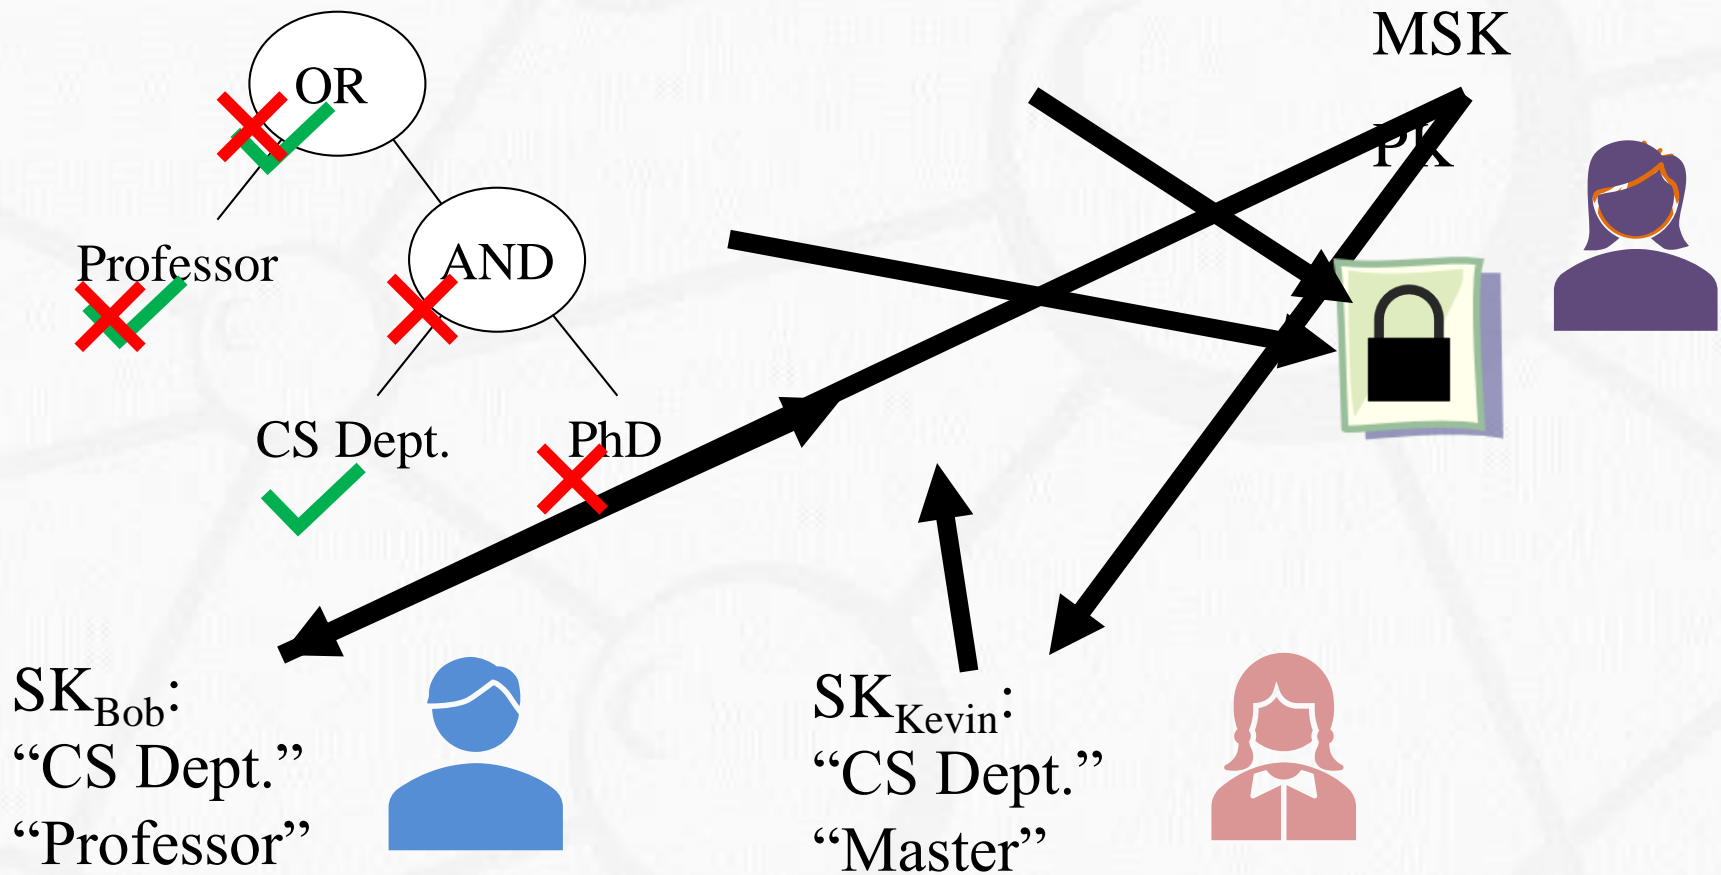 OR
MSK
PK
Professor
AND
CS Dept.
PhD
SKBob:
“CS Dept.”
“Professor”
SKKevin:
“CS Dept.”
“Master”